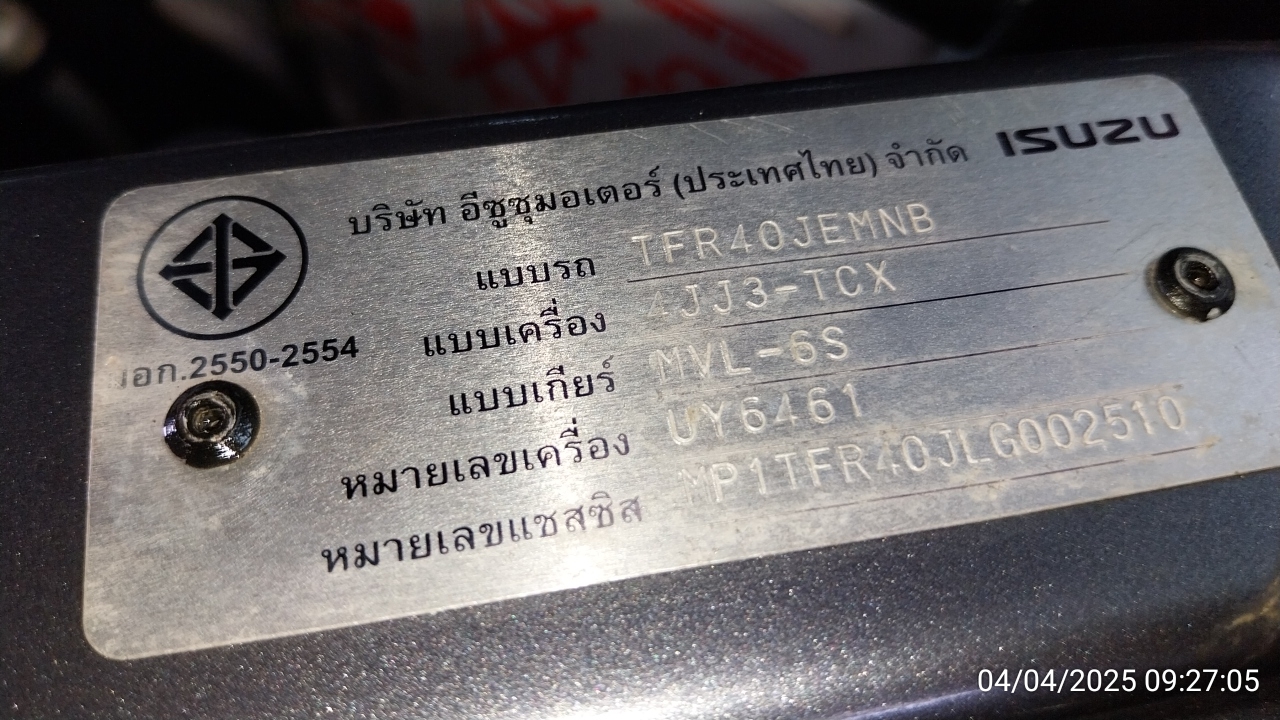 ISUZU
บริษัท อีซูซุมอเตอร์ (ประเทศไทย) จำกัด
แบบรถ TFR40JEMNB
แบบเครื่อง 4JJ3-TCX
แบบเกียร์ MVL-6S
หมายเลขเครื่อง UY6461
หมายเลขแชสซิส MP1TFR40JLG002510
มอก.2550-2554
04/04/2025 09:27:05